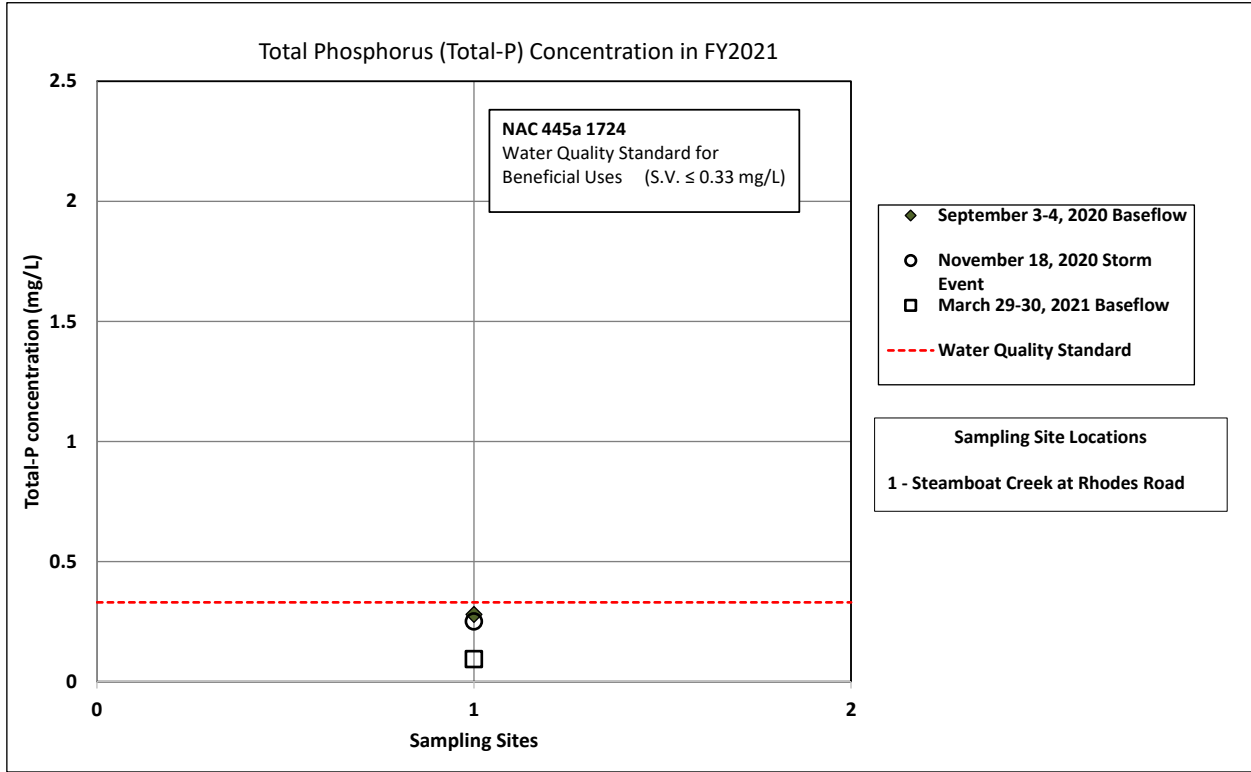 Total Phosphorus (Total-P) Concentration in FY2021
2.5
2
1.5
1
0.5
0
Total-P concentration (mg/L)
NAC 445a 1724
Water Quality Standard for
Beneficial Uses (S.V. ≤ 0.33 mg/L)
0
1
2
Sampling Sites
September 3-4, 2020 Baseflow
November 18, 2020 Storm
Event
March 29-30, 2021 Baseflow
Water Quality Standard
Sampling Site Locations
1 - Steamboat Creek at Rhodes Road